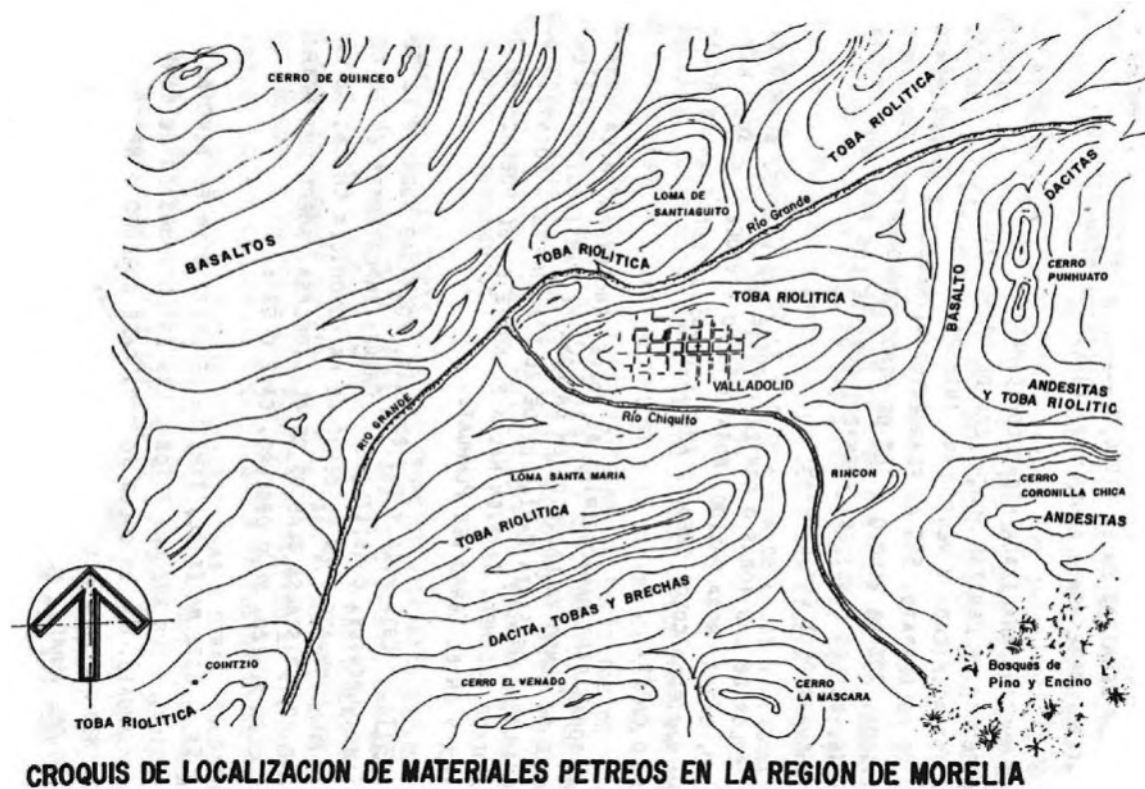 CERRO DE QUINCEO
TOBA RIOLITICA
LOMA DE
SANTIAGUITO
Río Grande
DACITAS
BASALTOS
TOBA RIOLITICA
CERRO
PUNHUATO
TOBA RIOLITICA
BASALTO
VALLADOLID
ANDESITAS
Y TOBA RIOLITIC
RIO GRANDE
Río Chiquito
LOMA SANTA MARIA
RINCON
CERRO
CORONILLA CHICA
TOBA RIOLITICA
ANDESITAS
DACITA, TOBAS Y BRECHAS
COINTZIO
CERRO EL VENADO
CERRO
LA MASCARA
Bosques de
Pino y Encino
TOBA RIOLITICA
CROQUIS DE LOCALIZACION DE MATERIALES PETREOS EN LA REGION DE MORELIA